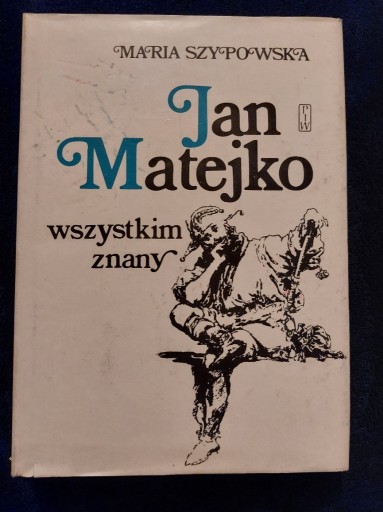 MARIA SZYPOWSKA
Jan
PIW
Matejko
wszystkim
znany